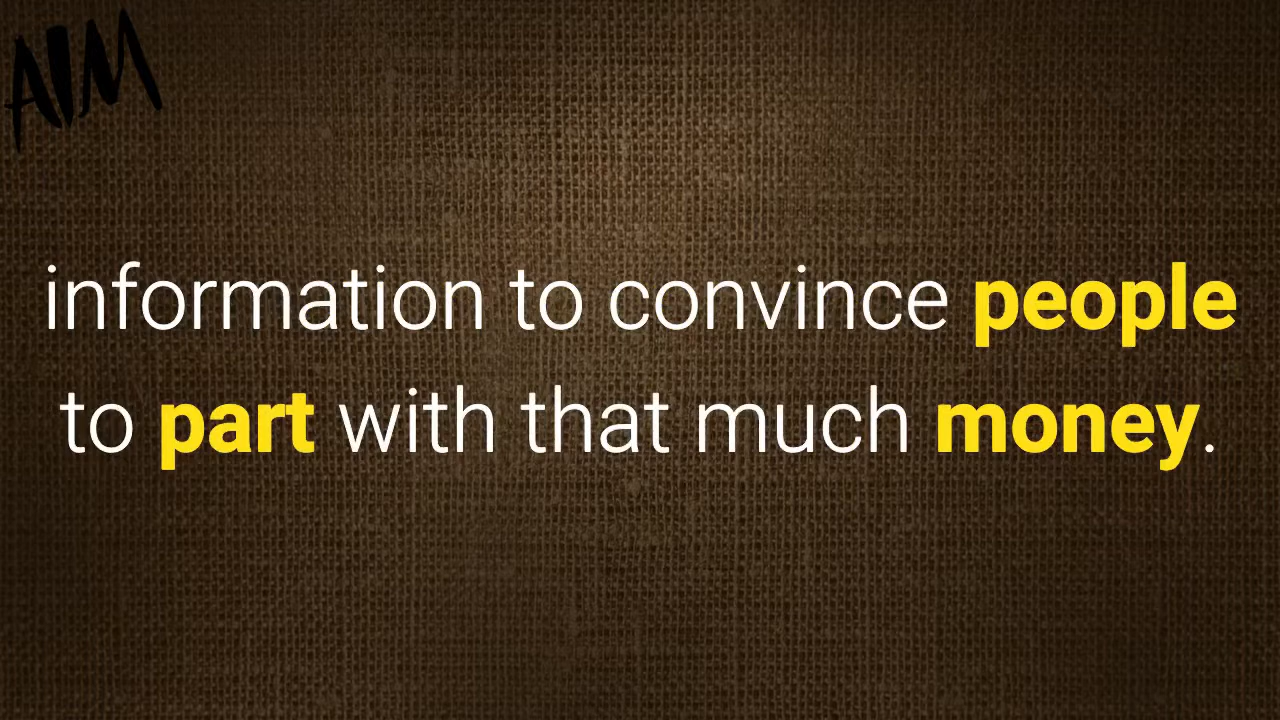 AIM
information to convince people
to part with that much money.